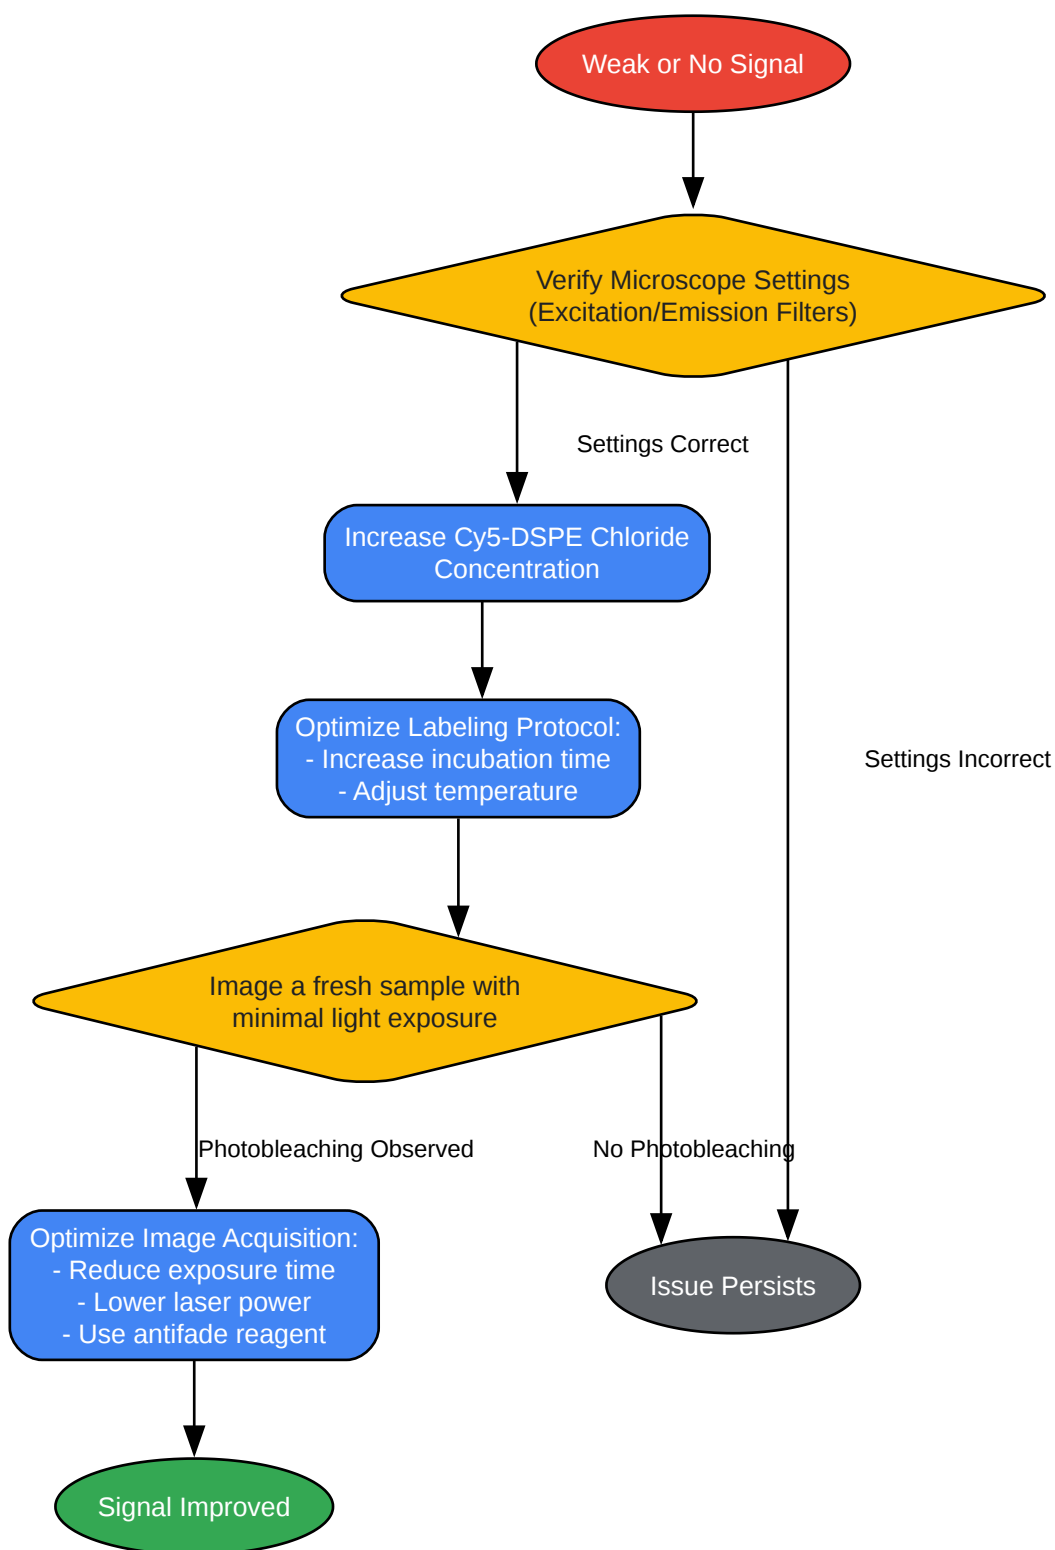 Weak or No Signal
Verify Microscope Settings
(Excitation/Emission Filters)
Settings Correct
Increase Cy5-DSPE Chloride
Concentration
Optimize Labeling Protocol:
- Increase incubation time
- Adjust temperature
Settings Incorrect
Image a fresh sample with
minimal light exposure
Photobleaching Observed
No Photobleaching
Optimize Image Acquisition:
- Reduce exposure time
- Lower laser power
- Use antifade reagent
Issue Persists
Signal Improved